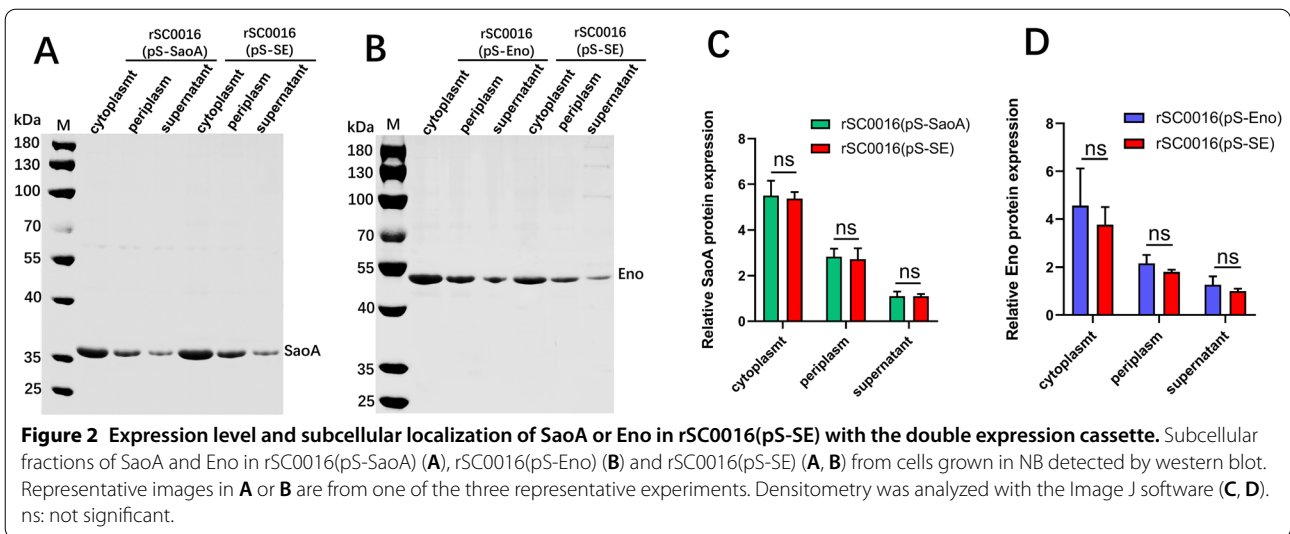 A
rSC0016
(pS-SaoA)
rSC0016
(pS-SE)
cytoplasmt
periplasm
supernatant
cytoplasmt
periplasm
supernatant
kDa
M
180
130
100
70
55
40
35
25
SaoA
B
rSC0016
(pS-Eno)
rSC0016
(pS-SE)
cytoplasmt
periplasm
supernatant
cytoplasmt
periplasm
supernatant
kDa
M
180
130
100
70
55
40
35
25
Eno
C
rSC0016(pS-SaoA)
rSC0016(pS-SE)
Relative SaoA protein expression
8
6
4
2
0
ns
ns
ns
cytoplasmt
periplasm
supernatant
D
rSC0016(pS-Eno)
rSC0016(pS-SE)
Relative Eno protein expression
8
6
4
2
0
ns
ns
ns
cytoplasmt
periplasm
supernatant
Figure 2 Expression level and subcellular localization of SaoA or Eno in rSC0016(pS-SE) with the double expression cassette. Subcellular
fractions of SaoA and Eno in rSC0016(pS-SaoA) (A), rSC0016(pS-Eno) (B) and rSC0016(pS-SE) (A, B) from cells grown in NB detected by western blot.
Representative images in A or B are from one of the three representative experiments. Densitometry was analyzed with the Image J software (C, D).
ns: not significant.